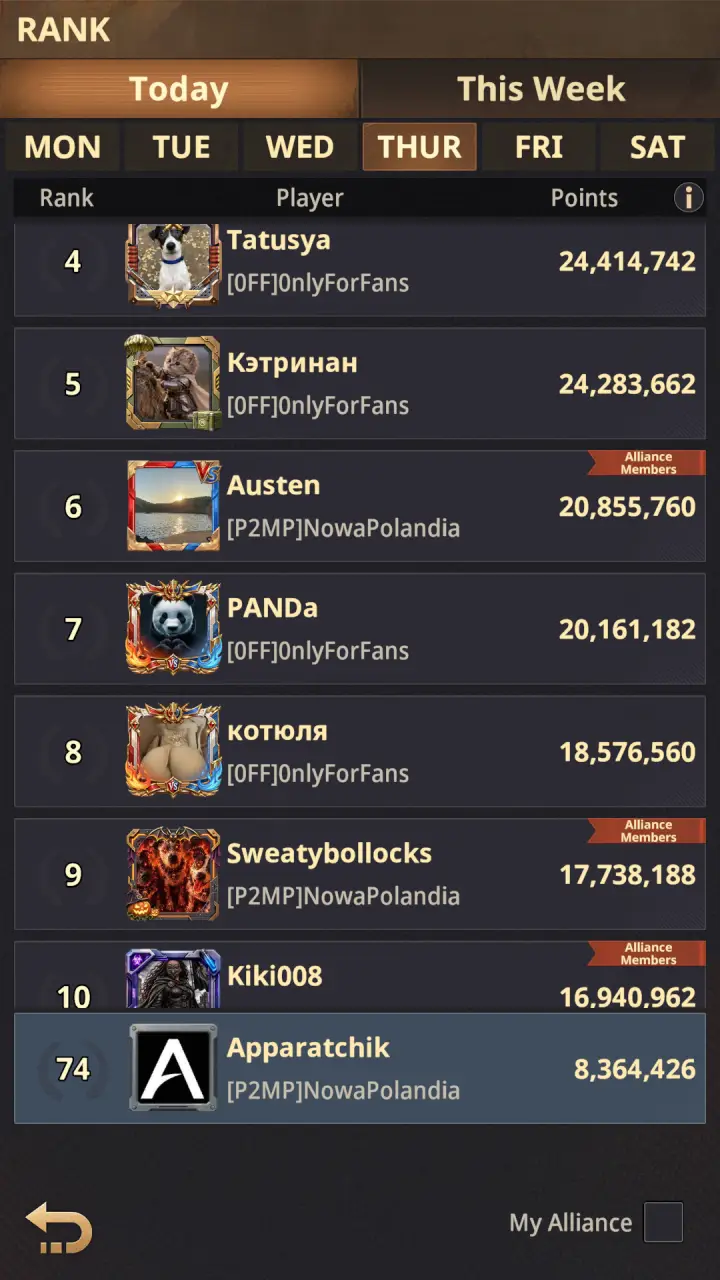 RANK
Today
This Week
MON
TUE
WED
THUR
FRI
SAT
Rank
Player
Points
i
4
Tatusya
[0FF]0nlyForFans
24,414,742
5
Кэтринан
[0FF]0nlyForFans
24,283,662
Alliance
Members
6
VS
Austen
[P2MP]NowaPolandia
20,855,760
7
VS
PANDa
[0FF]0nlyForFans
20,161,182
8
VS
котюля
[0FF]0nlyForFans
18,576,560
Alliance
Members
9
Sweatybollocks
[P2MP]NowaPolandia
17,738,188
Alliance
Members
10
Kiki008
16,940,962
74
A
Apparatchik
[P2MP]NowaPolandia
8,364,426
My Alliance